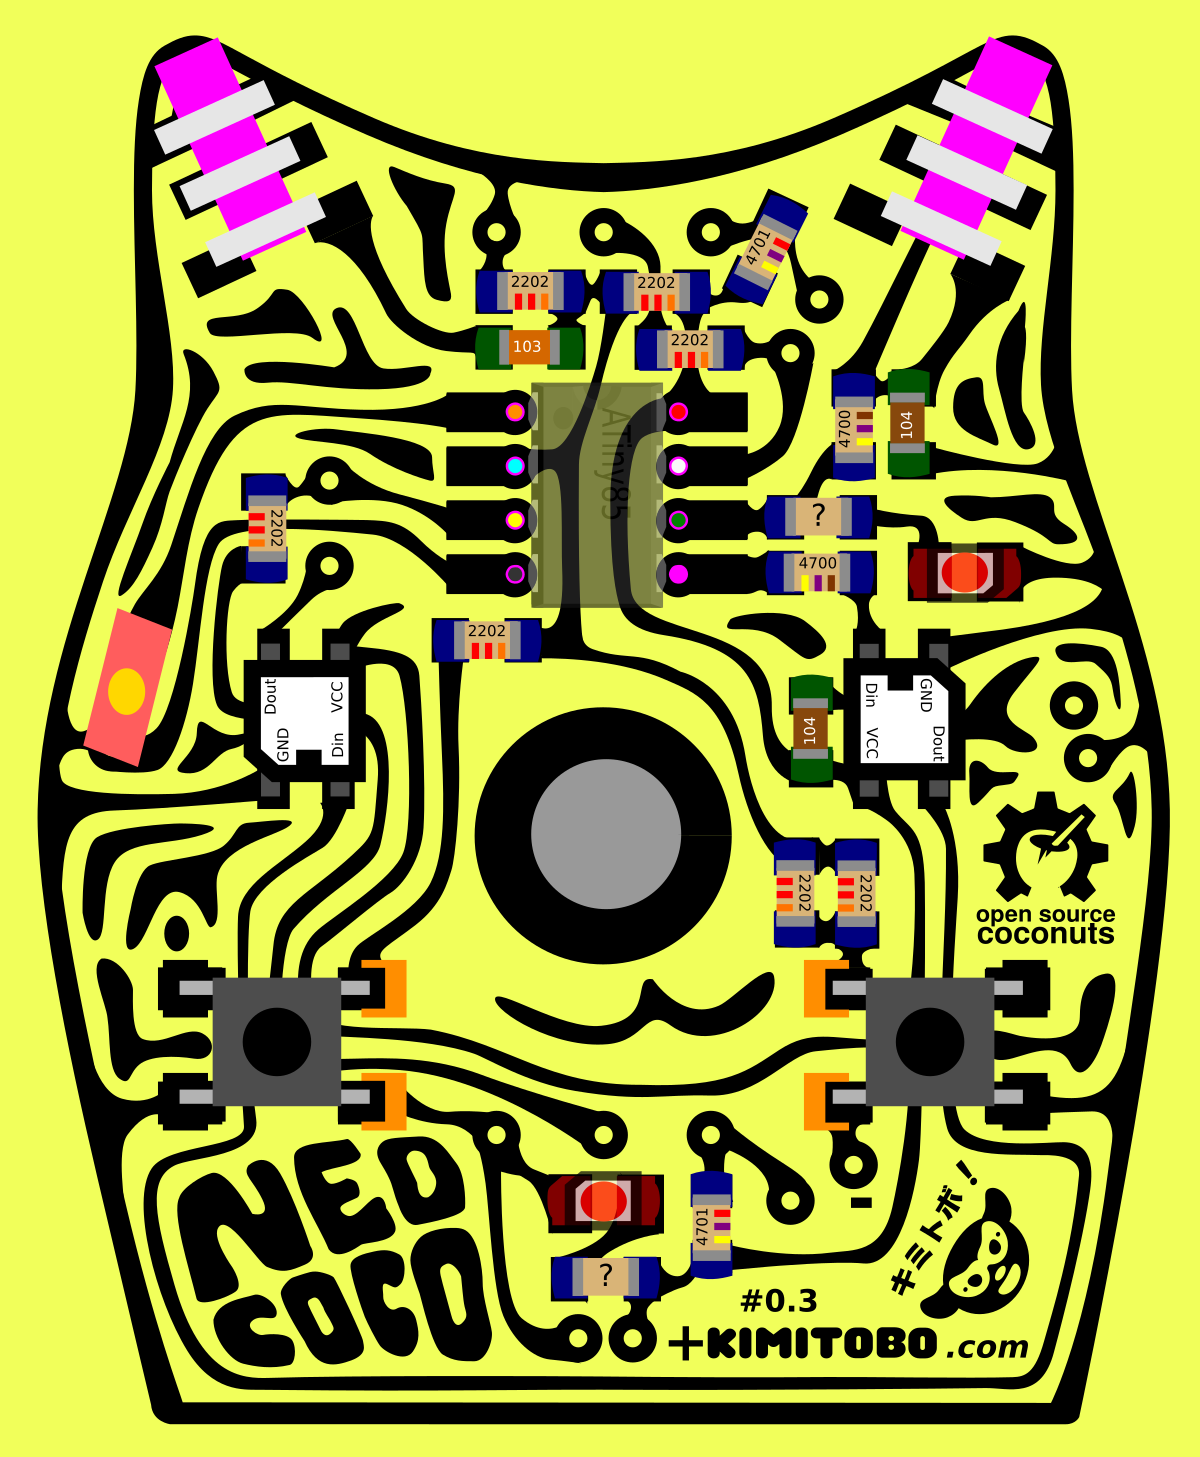 4701
2202
2202
103
2202
4700
104
ATiny85
2202
?
4700
2202
Dout
VCC
GND
Din
Din
GND
VCC
Dout
104
2202
2202
open source
coconuts
NEO
COCO
4701
?
-
キミトボ!
#0.3
+KIMITOBO.com